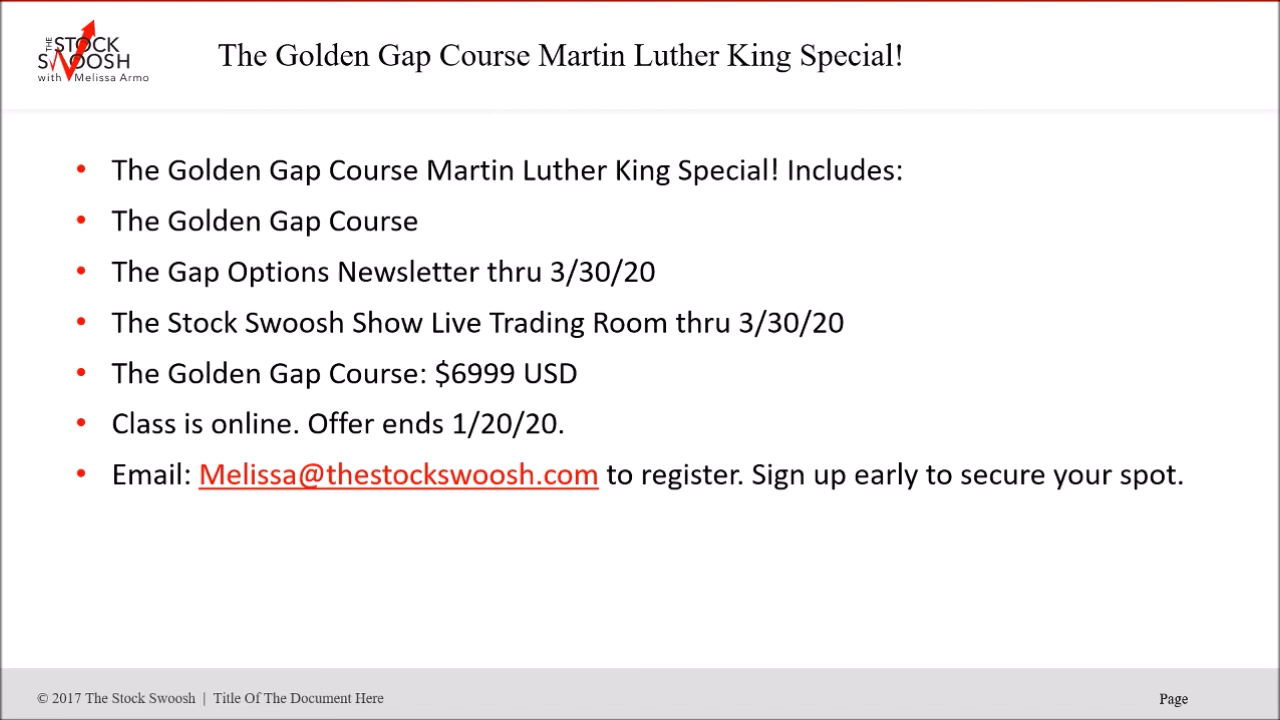 THE STOCK
SWOOSH
with Melissa Armo
The Golden Gap Course Martin Luther King Special!
• The Golden Gap Course Martin Luther King Special! Includes:
• The Golden Gap Course
• The Gap Options Newsletter thru 3/30/20
• The Stock Swoosh Show Live Trading Room thru 3/30/20
• The Golden Gap Course: $6999 USD
• Class is online. Offer ends 1/20/20.
• Email: Melissa@thestockswoosh.com to register. Sign up early to secure your spot.
© 2017 The Stock Swoosh | Title Of The Document Here
Page